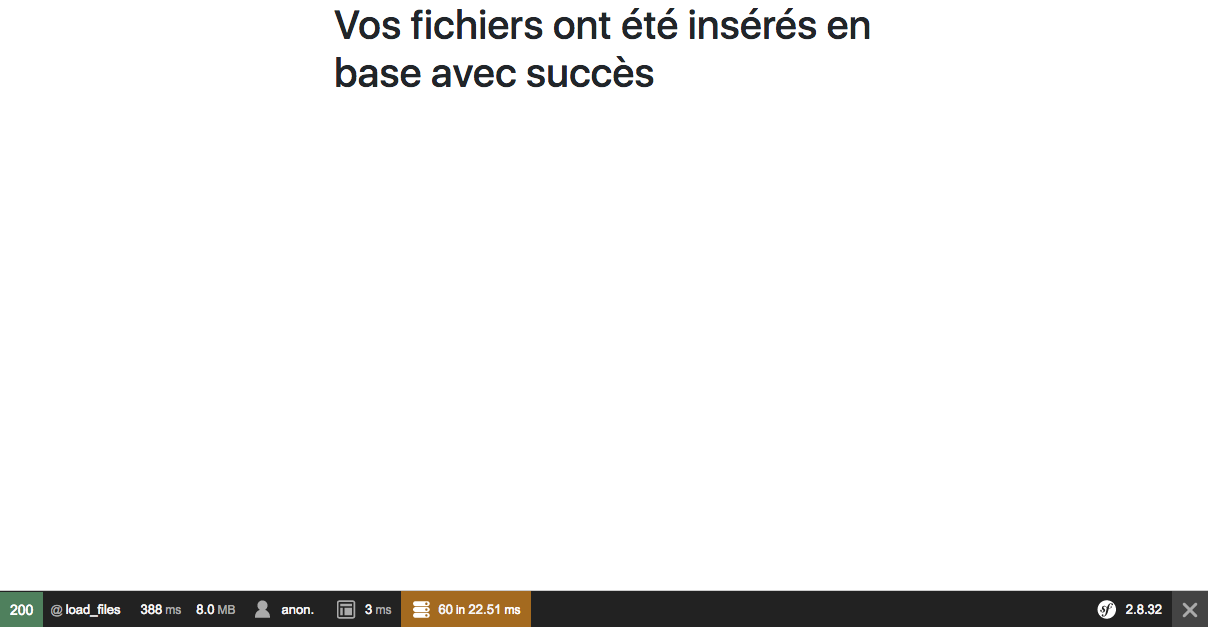 Vos fichiers ont été insérés en
base avec succès
200 @ load_files 388 ms 8.0 MB anon. 3 ms 60 in 22.51 ms sf 2.8.32